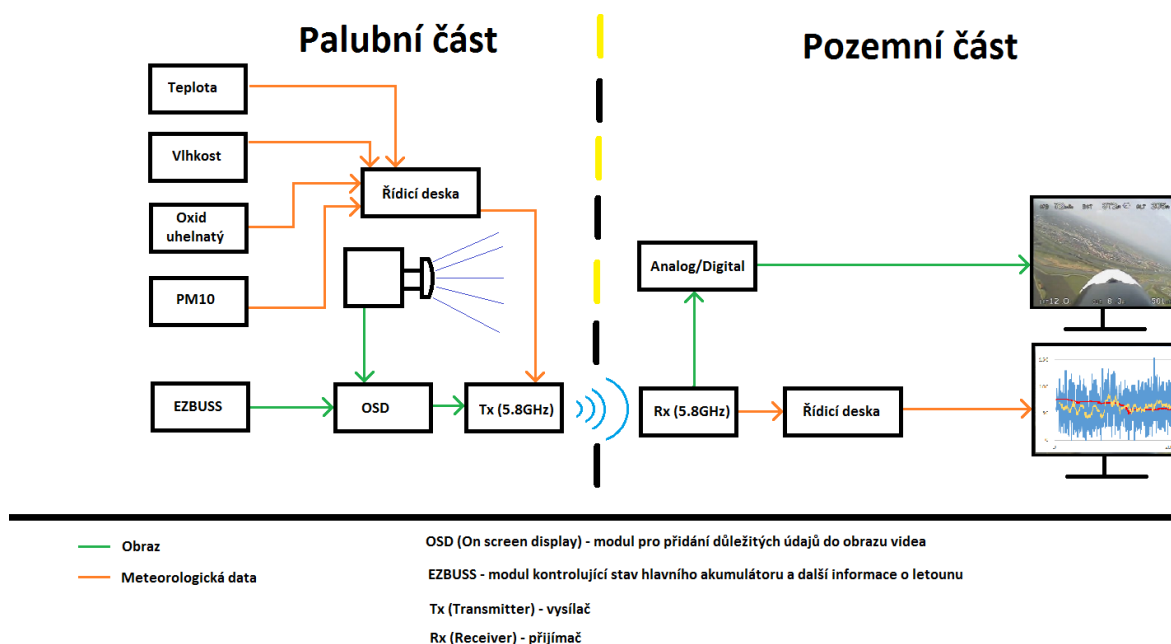 Palubní část
Pozemní část
Teplota
Vlhkost
Řídicí deska
Oxid
uhelnatý
PM10
Analog/Digital
EZBUSS
OSD
Tx (5.8GHz)
Rx (5.8GHz)
Řídicí deska
Obraz
Meteorologická data
OSD (On screen display) - modul pro přidání důležitých údajů do obrazu videa
EZBUSS - modul kontrolující stav hlavního akumulátoru a další informace o letounu
Tx (Transmitter) - vysílač
Rx (Receiver) - přijímač